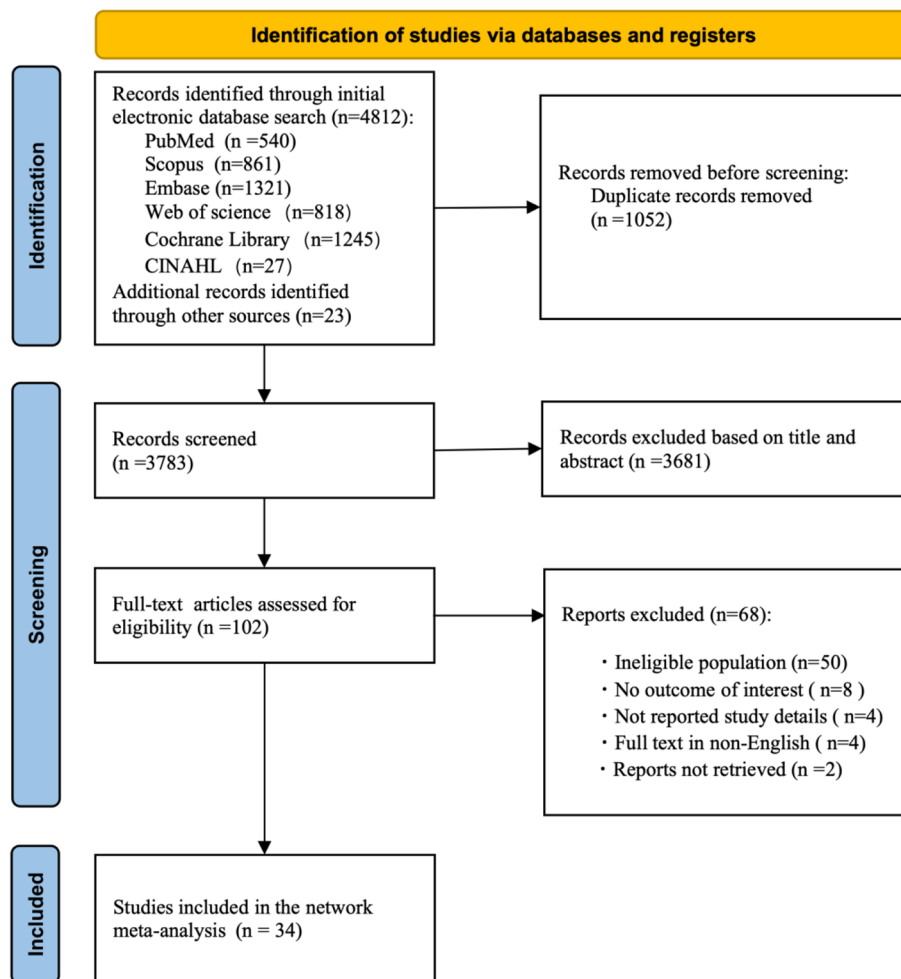 Identification of studies via databases and registers
Identification
Records identified through initial
electronic database search (n=4812):
PubMed (n =540)
Scopus (n=861)
Embase (n=1321)
Web of science (n=818)
Cochrane Library (n=1245)
CINAHL (n=27)
Additional records identified
through other sources (n=23)
Records removed before screening:
Duplicate records removed
(n =1052)
Screening
Records screened
(n =3783)
Records excluded based on title and
abstract (n =3681)
Full-text articles assessed for
eligibility (n =102)
Reports excluded (n=68):
・Ineligible population (n=50)
・No outcome of interest ( n=8 )
・Not reported study details ( n=4)
・Full text in non-English ( n=4)
・Reports not retrieved (n =2)
Included
Studies included in the network
meta-analysis (n = 34)